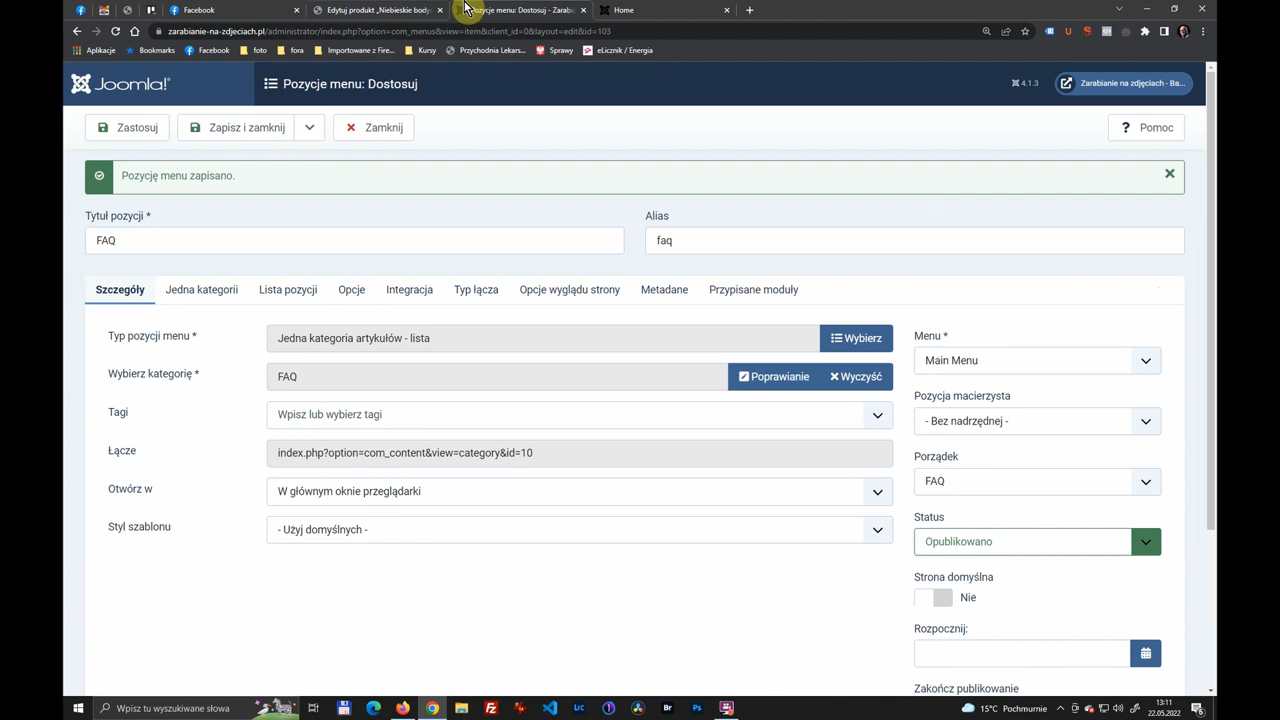 Facebook
Edytuj produkt „Niebieskie body
Pozycje menu: Dostosuj - Zarabi
Home
zarabianie-na-zdjeciach.pl/administrator/index.php?option=com_menus&view=item&client_id=0&layout=edit&id=103
Aplikacje
Bookmarks
Facebook
foto
fora
Importowane z Fire...
Kursy
Przychodnia Lekars...
Sprawy
eLicznik / Energia
Joomla!®
Pozycje menu: Dostosuj
4.1.3
Zarabianie na zdjęciach - Ba...
Zastosuj
Zapisz i zamknij
Zamknij
Pomoc
Pozycję menu zapisano.
Tytuł pozycji *
Alias
FAQ
faq
Szczegóły
Jedna kategorii
Lista pozycji
Opcje
Integracja
Typ łącza
Opcje wyglądu strony
Metadane
Przypisane moduły
Typ pozycji menu *
Jedna kategoria artykułów - lista
Wybierz
Wybierz kategorię *
FAQ
Poprawianie
Wyczyść
Tagi
Wpisz lub wybierz tagi
Łącze
index.php?option=com_content&view=category&id=10
Otwórz w
W głównym oknie przeglądarki
Styl szablonu
- Użyj domyślnych -
Menu *
Main Menu
Pozycja macierzysta
- Bez nadrzędnej -
Porządek
FAQ
Status
Opublikowano
Strona domyślna
Nie
Rozpocznij:
Zakończ publikowanie
Wpisz tu wyszukiwane słowa
15°C Pochmurnie
13:11
22.05.2022